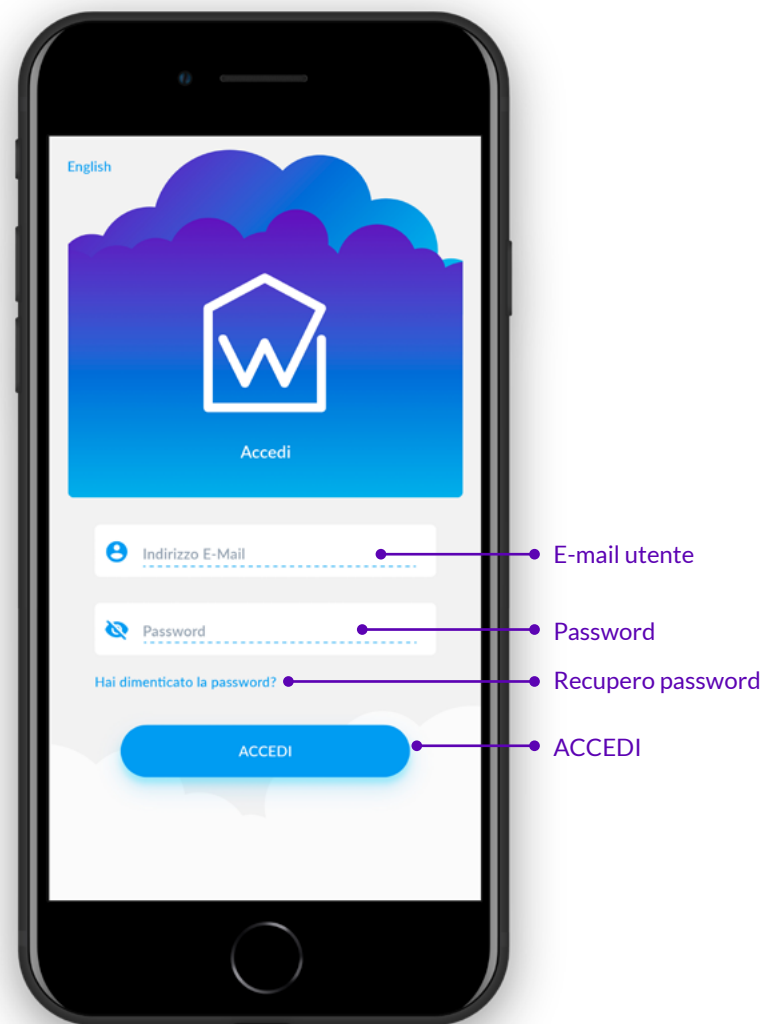 English
Accedi
Indirizzo E-Mail
E-mail utente
Password
Password
Hai dimenticato la password?
Recupero password
ACCEDI
ACCEDI